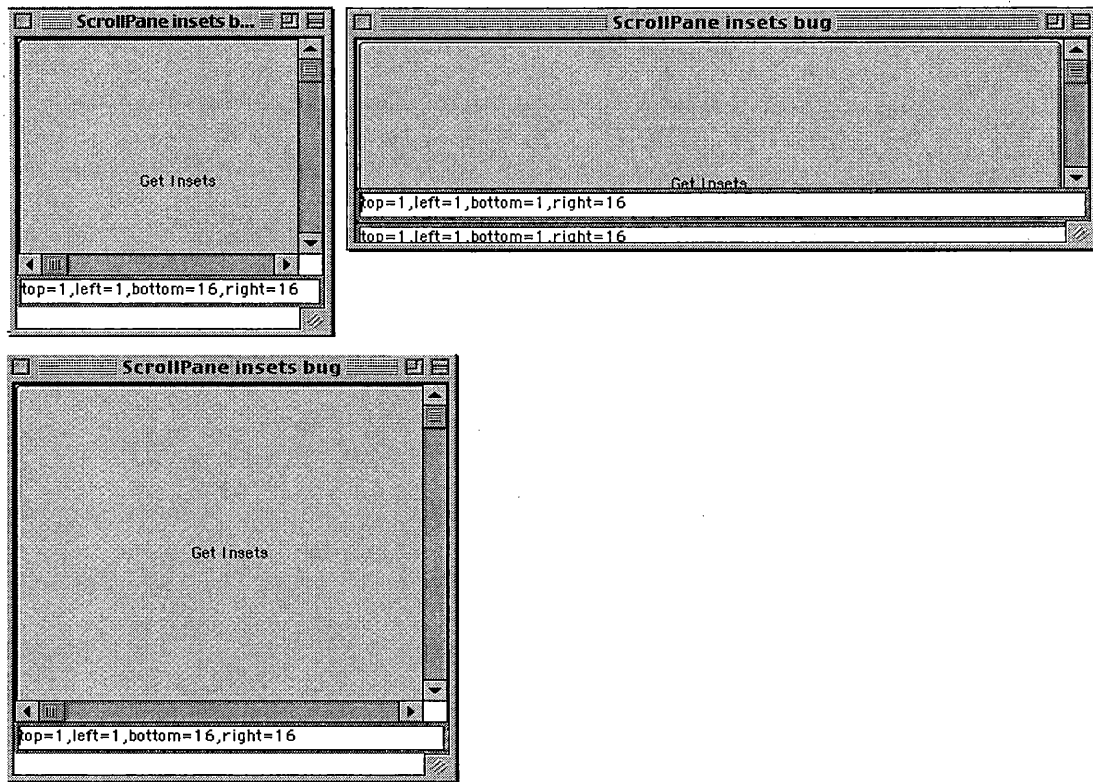 ScrollPane insets b...
Get Insets
top=1,left=1,bottom=16,right=16
ScrollPane insets bug
Get Insets
top=1,left=1,bottom=1,right=16
top=1,left=1,bottom=1,right=16
ScrollPane insets bug
Get Insets
top=1,left=1,bottom=16,right=16